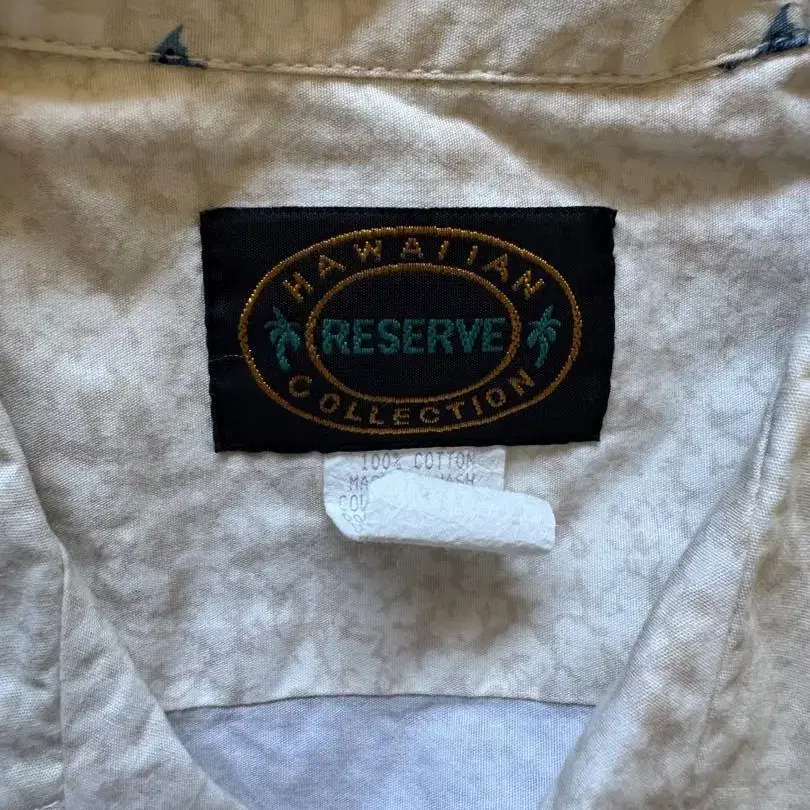 HAWAIIAN
RESERVE
COLLECTION
100% COTTON